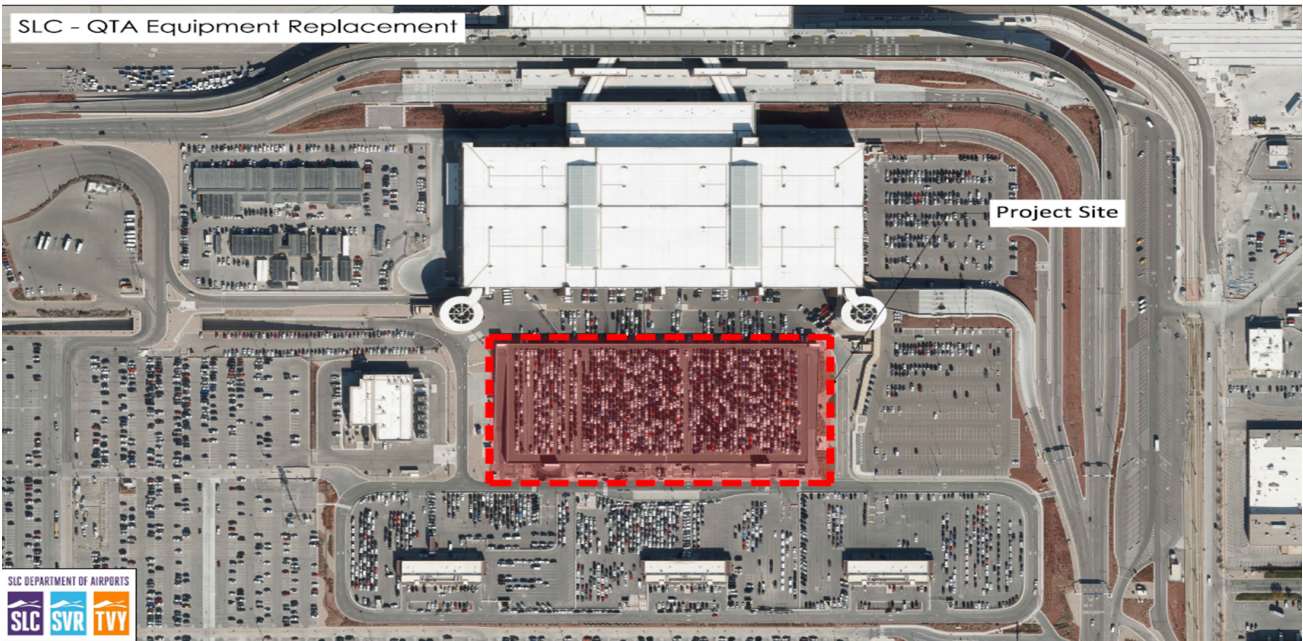 SLC - QTA Equipment Replacement
Project Site
SLC DEPARTMENT OF AIRPORTS
SLC SVR TVY